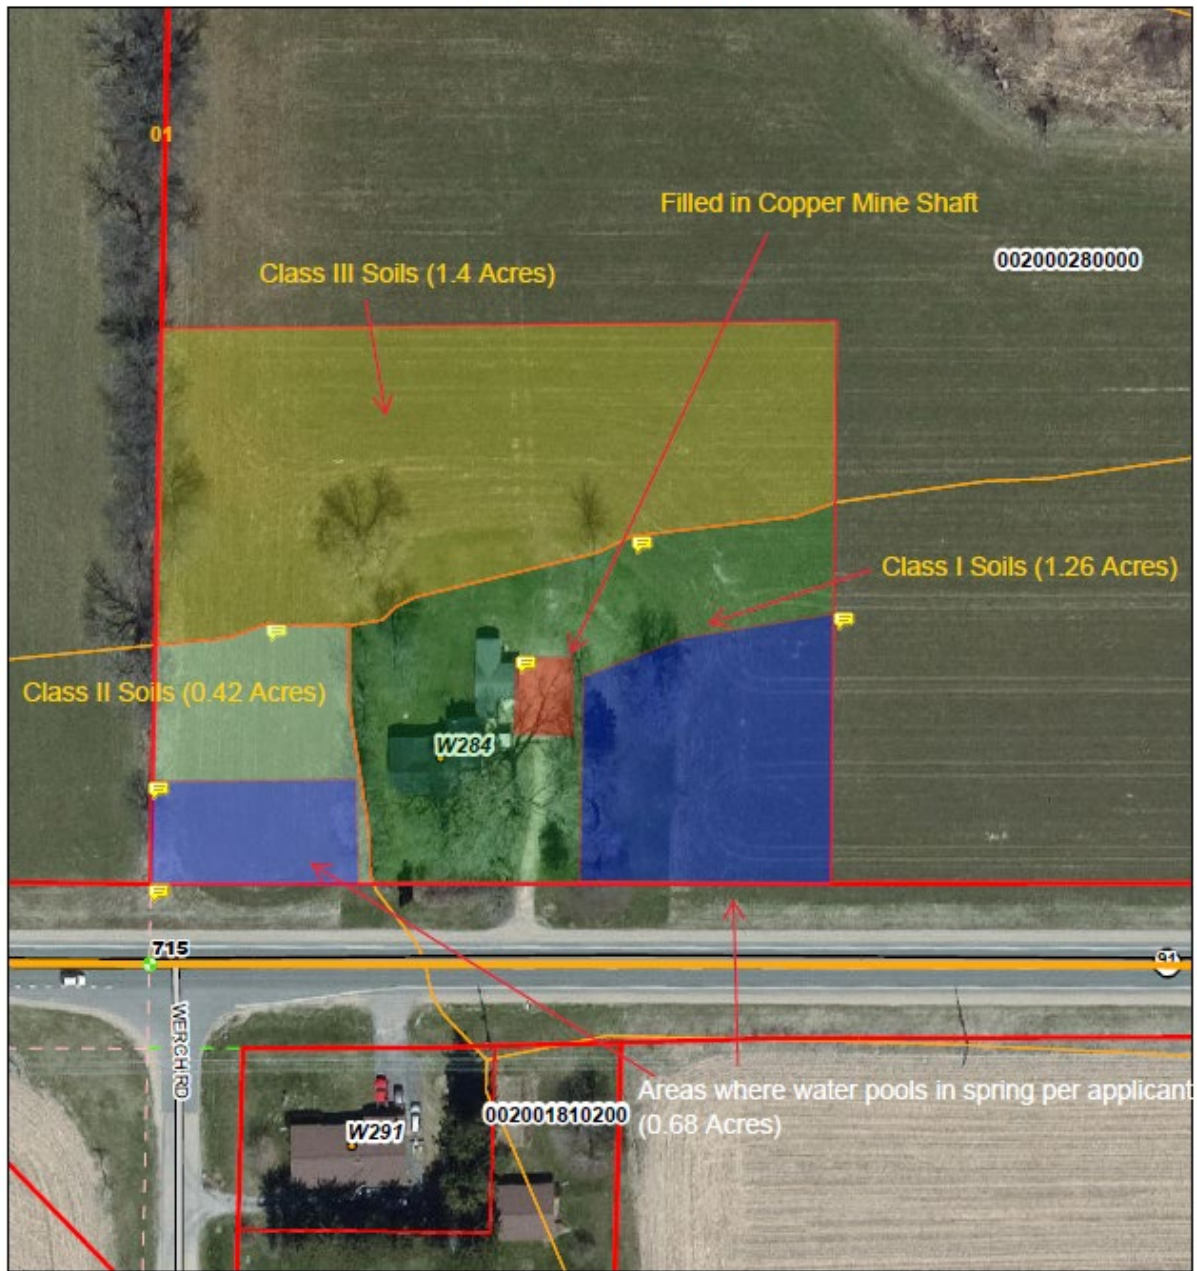 01
Filled in Copper Mine Shaft
002000280000
Class III Soils (1.4 Acres)
Class I Soils (1.26 Acres)
Class II Soils (0.42 Acres)
W284
715
91
WERCH RD
Areas where water pools in spring per applicant
(0.68 Acres)
002001810200
W291